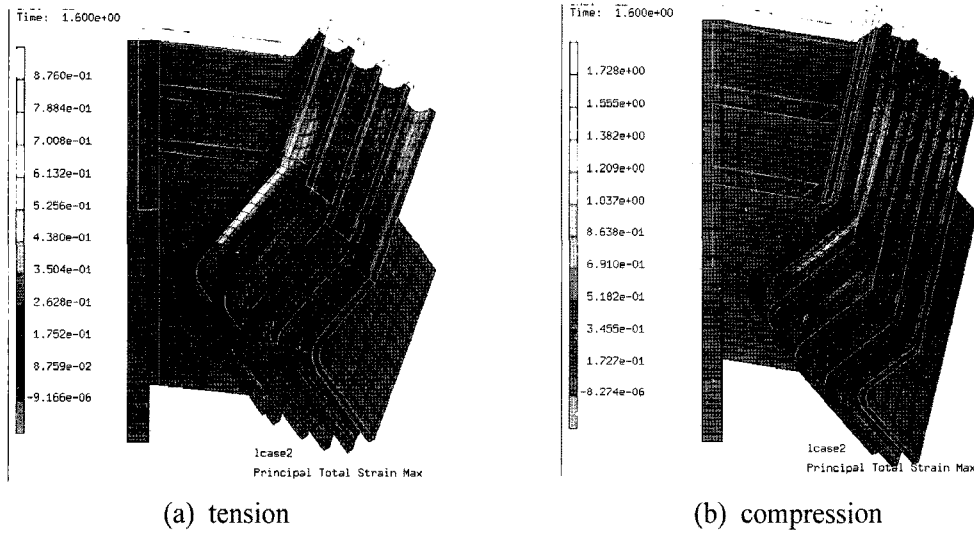 Time: 1.600e+00
8.760e-01
7.884e-01
7.008e-01
6.132e-01
5.256e-01
4.380e-01
3.504e-01
2.628e-01
1.752e-01
8.759e-02
-9.166e-06
lcase2
Principal Total Strain Max
(a) tension
Time: 1.600e+00
1.728e+00
1.555e+00
1.382e+00
1.209e+00
1.037e+00
8.638e-01
6.910e-01
5.182e-01
3.455e-01
1.727e-01
-8.274e-06
lcase2
Principal Total Strain Max
(b) compression